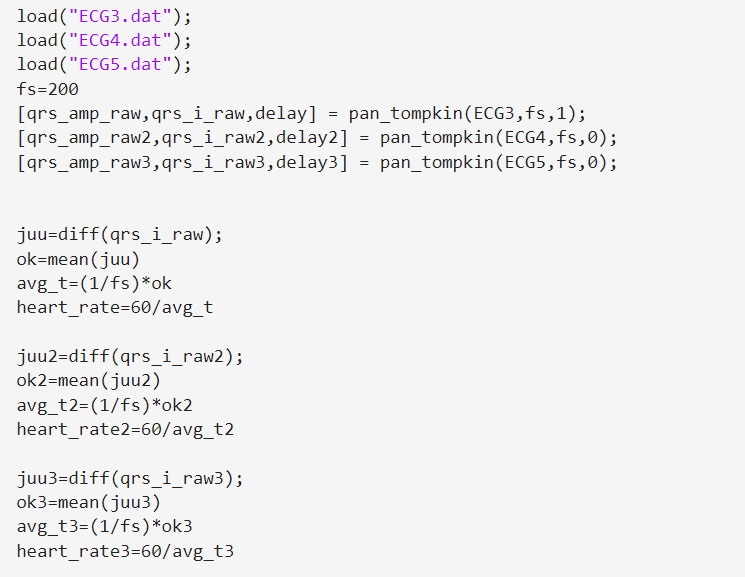 load("ECG3.dat");
load("ECG4.dat");
load("ECG5.dat");
fs=200
[qrs_amp_raw,qrs_i_raw,delay] = pan_tompkin(ECG3,fs,1);
[qrs_amp_raw2,qrs_i_raw2,delay2] = pan_tompkin(ECG4,fs,0);
[qrs_amp_raw3,qrs_i_raw3,delay3] = pan_tompkin(ECG5,fs,0);
juu=diff(qrs_i_raw);
ok=mean(juu)
avg_t=(1/fs)*ok
heart_rate=60/avg_t
juu2=diff(qrs_i_raw2);
ok2=mean(juu2)
avg_t2=(1/fs)*ok2
heart_rate2=60/avg_t2
juu3=diff(qrs_i_raw3);
ok3=mean(juu3)
avg_t3=(1/fs)*ok3
heart_rate3=60/avg_t3